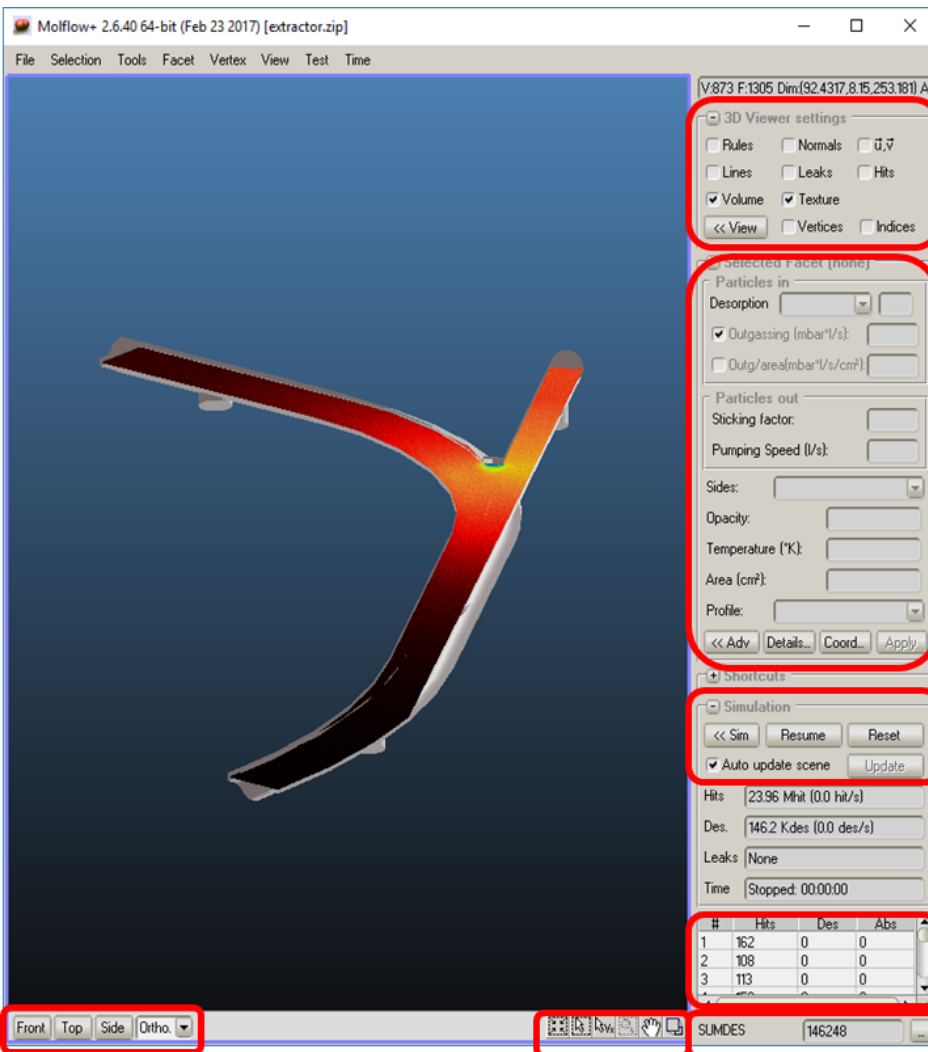 Molflow+ 2.6.40 64-bit (Feb 23 2017) [extractor.zip]
File Selection Tools Facet Vertex View Test Time
V:873 F:1305 Dim:(92.4317,8.15,253.181) A
3D Viewer settings
Rules Normals u⃗,v⃗
Lines Leaks Hits
Volume Texture
<< View Vertices Indices
Selected Facet (none)
Particles in
Desorption
Outgassing (mbar*l/s):
Outg/area(mbar*l/s/cm²):
Particles out
Sticking factor:
Pumping Speed (l/s):
Sides:
Opacity:
Temperature (°K):
Area (cm²):
Profile:
<< Adv Details... Coord... Apply
Shortcuts
Simulation
<< Sim Resume Reset
Auto update scene Update
Hits 23.96 Mhit (0.0 hit/s)
Des. 146.2 Kdes (0.0 des/s)
Leaks None
Time Stopped: 00:00:00
# Hits Des Abs
1 162 0 0
2 108 0 0
3 113 0 0
Front Top Side Ortho. Vx SUMDES 146248 ...